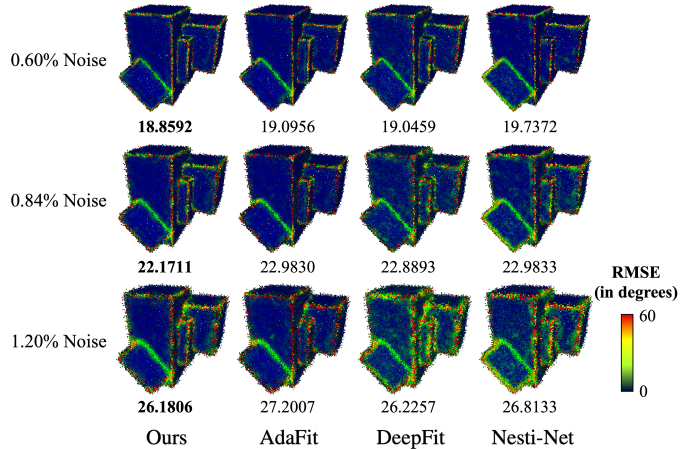 0.60% Noise
18.8592 19.0956 19.0459 19.7372
0.84% Noise
22.1711 22.9830 22.8893 22.9833
RMSE
(in degrees)
60
0
1.20% Noise
26.1806 27.2007 26.2257 26.8133
Ours AdaFit DeepFit Nesti-Net